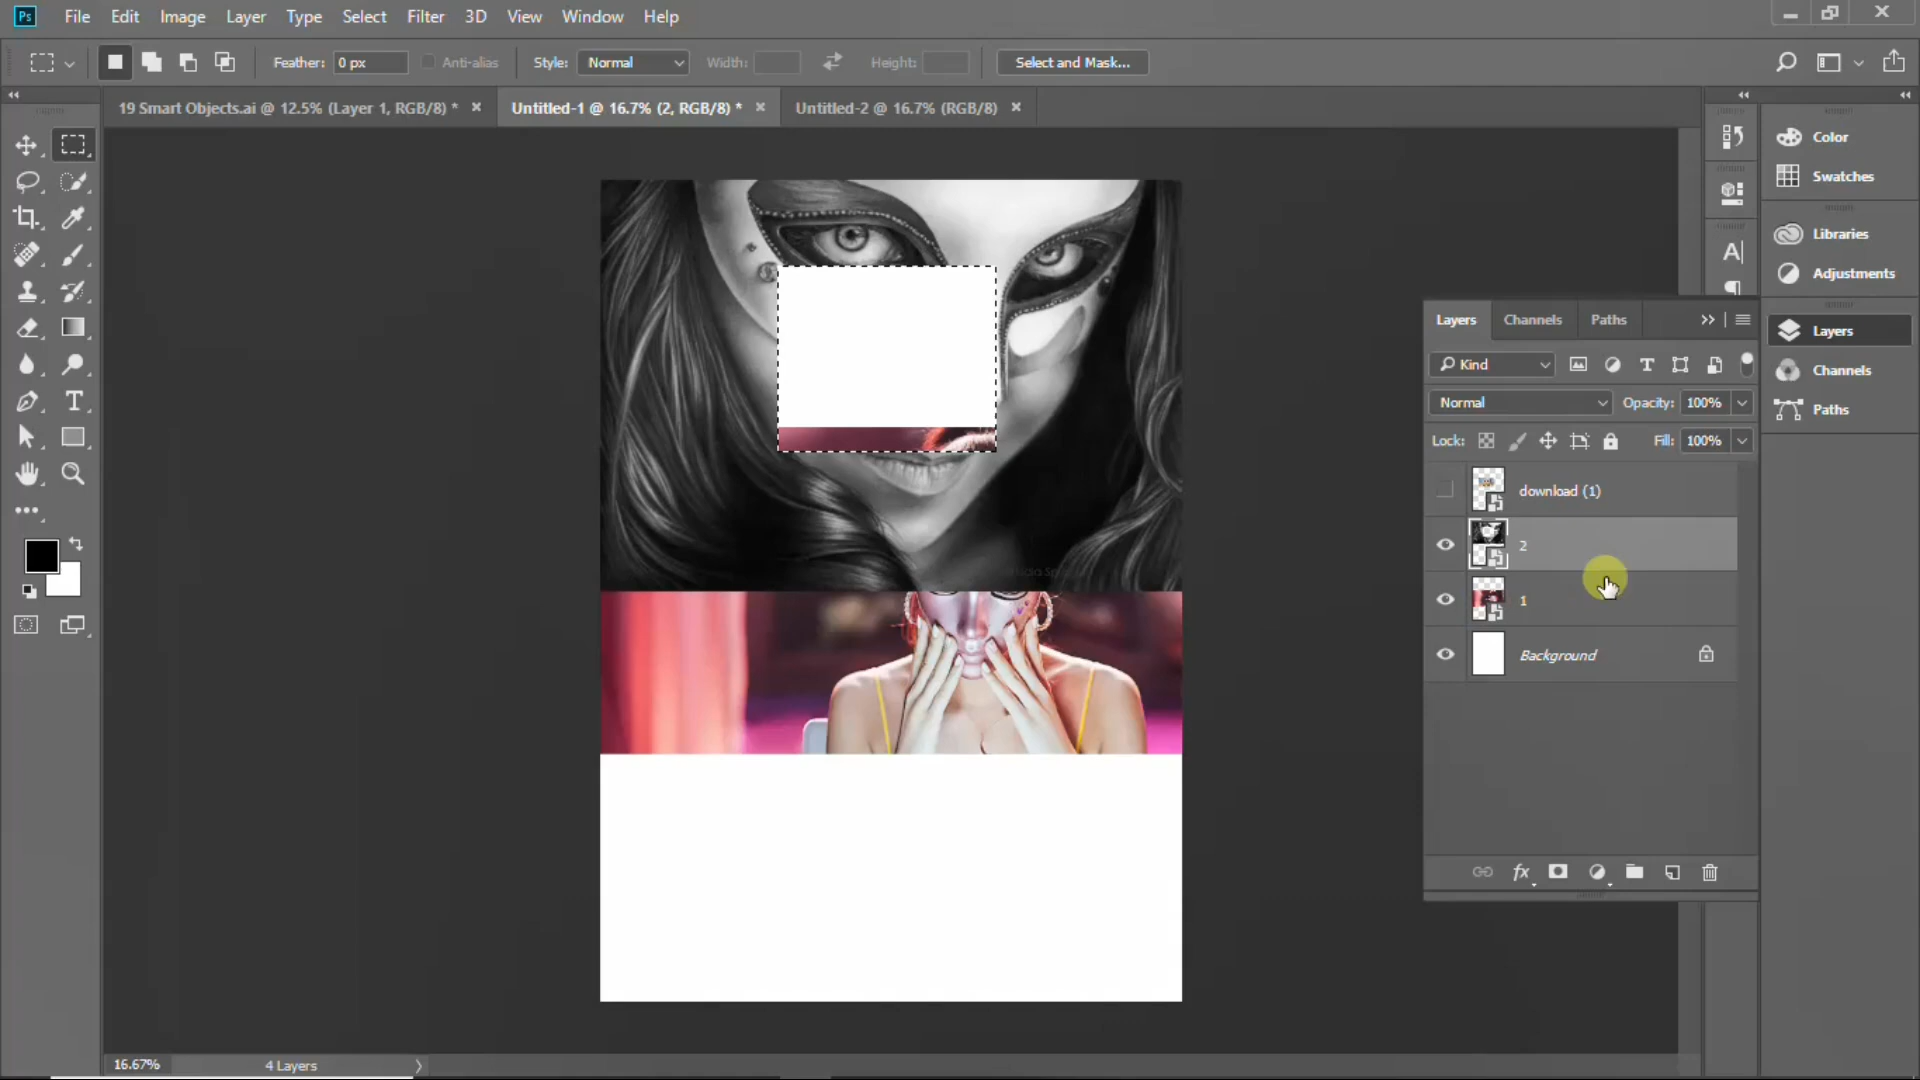 Ps File Edit Image Layer Type Select Filter 3D View Window Help
Feather: 0 px Anti-alias Style: Normal Width: Height: Select and Mask...
19 Smart Objects.ai @ 12.5% (Layer 1, RGB/8) * Untitled-1 @ 16.7% (2, RGB/8) * Untitled-2 @ 16.7% (RGB/8)
Color
Swatches
Libraries
Adjustments
Layers
Channels
Paths
Layers Channels Paths
Kind
Normal Opacity: 100%
Lock: Fill: 100%
download (1)
2
1
Background
fx
16.67% 4 Layers